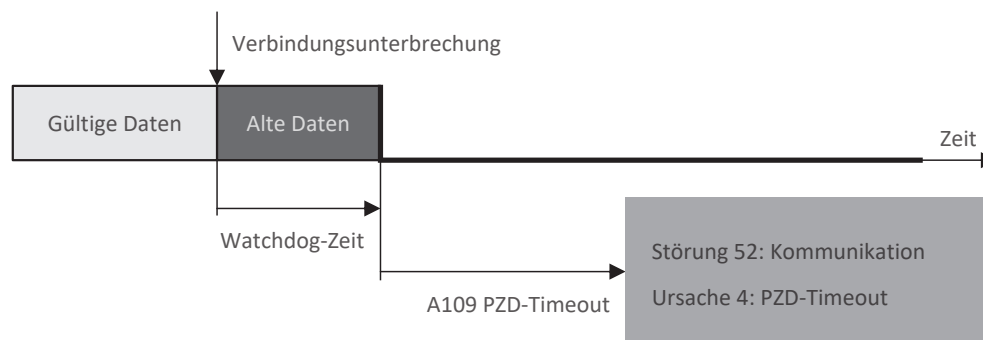 Verbindungsunterbrechung
Gültige Daten
Alte Daten
Zeit
Watchdog-Zeit
A109 PZD-Timeout
Störung 52: Kommunikation
Ursache 4: PZD-Timeout